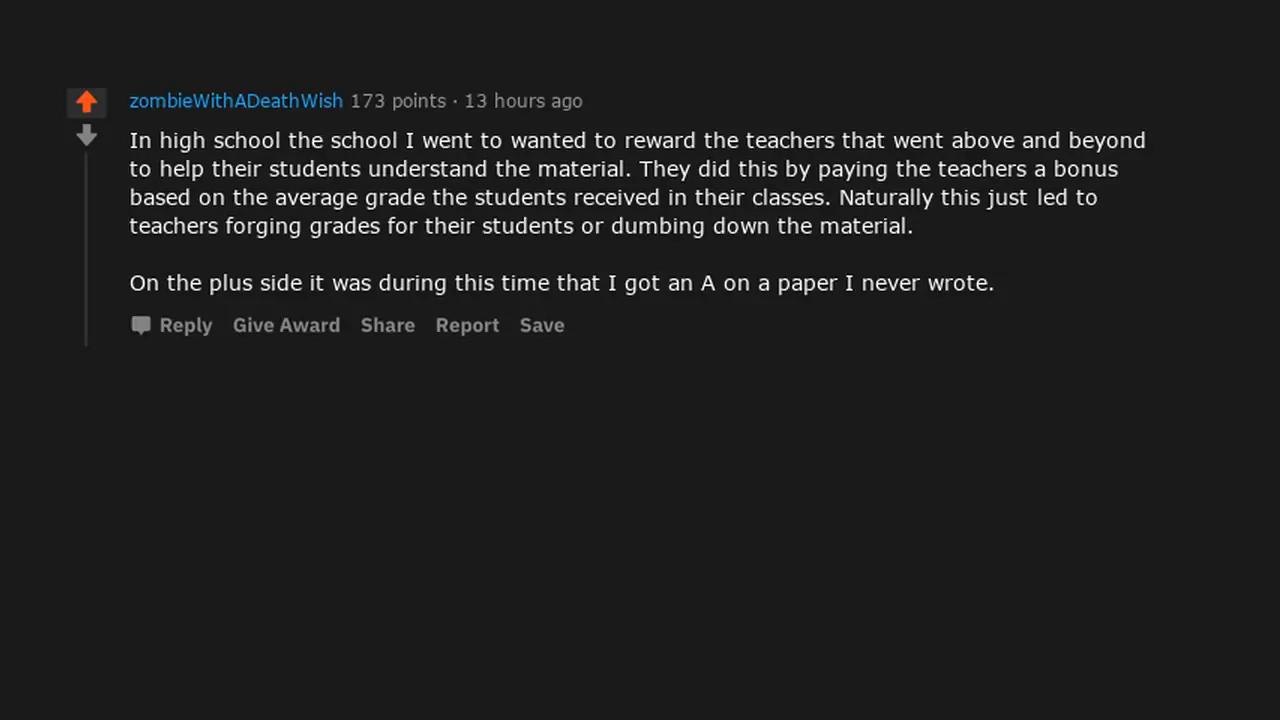 zombieWithADeathWish 173 points · 13 hours ago
In high school the school I went to wanted to reward the teachers that went above and beyond
to help their students understand the material. They did this by paying the teachers a bonus
based on the average grade the students received in their classes. Naturally this just led to
teachers forging grades for their students or dumbing down the material.
On the plus side it was during this time that I got an A on a paper I never wrote.
Reply Give Award Share Report Save